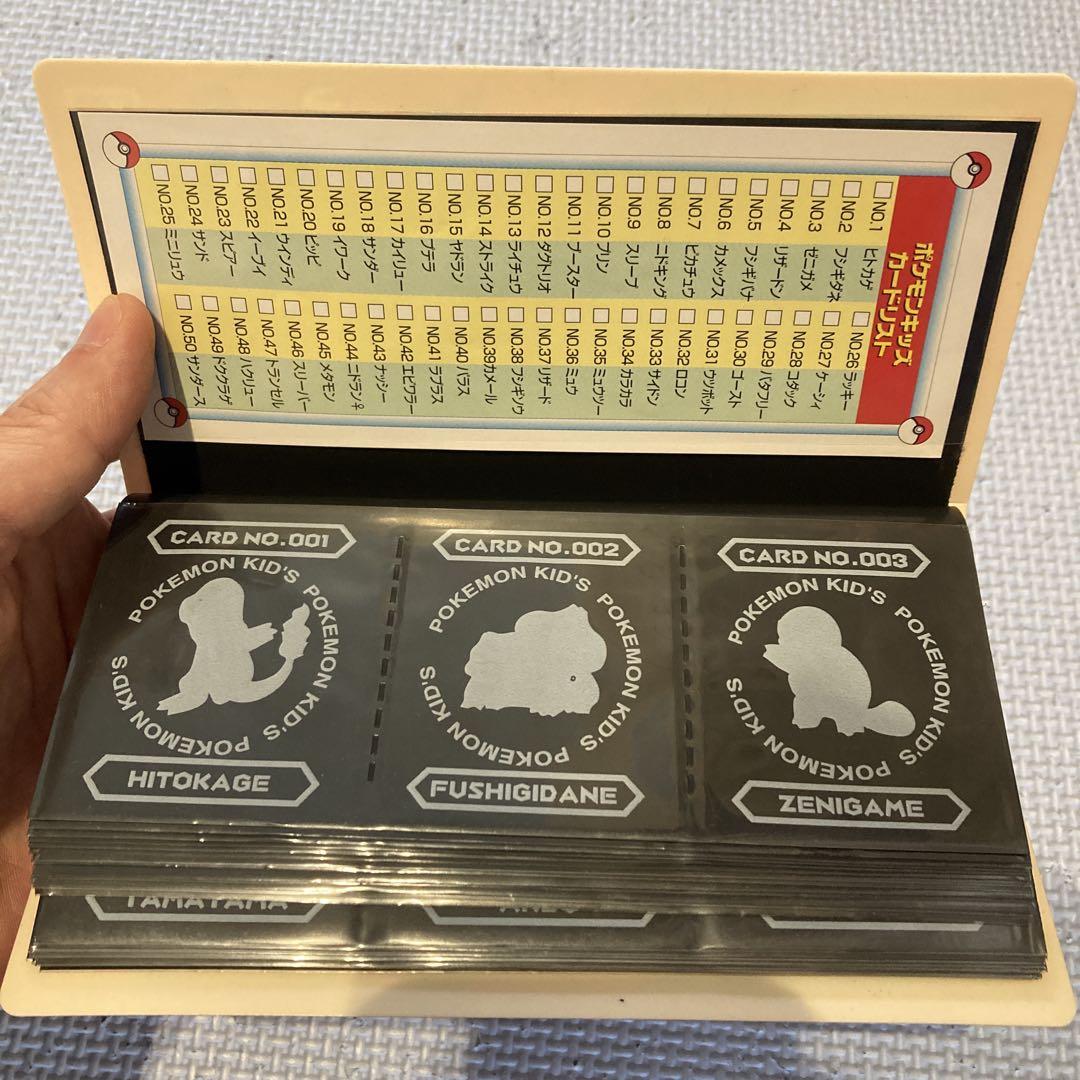 ポケモンキッズ
カードリスト
NO.1 ヒトカゲ
NO.2 フシギダネ
NO.3 ゼニガメ
NO.4 リザードン
NO.5 フシギバナ
NO.6 カメックス
NO.7 ピカチュウ
NO.8 ニドキング
NO.9 スリープ
NO.10 プリン
NO.11 ブースター
NO.12 ダグトリオ
NO.13 ライチュウ
NO.14 ストライク
NO.15 ヤドラン
NO.16 プテラ
NO.17 カイリュー
NO.18 サンダー
NO.19 イワーク
NO.20 ピッピ
NO.21 ウインディ
NO.22 イーブイ
NO.23 スピアー
NO.24 サンド
NO.25 ミニリュウ
NO.26 ラッキー
NO.27 ケーシィ
NO.28 コダック
NO.29 バタフリー
NO.30 ゴースト
NO.31 ウツボット
NO.32 ロコン
NO.33 サイドン
NO.34 カラカラ
NO.35 ミュウツー
NO.36 ミュウ
NO.37 リザード
NO.38 フシギソウ
NO.39 カメール
NO.40 パラス
NO.41 ラプラス
NO.42 エビワラー
NO.43 ナッシー
NO.44 ニドラン♀
NO.45 メタモン
NO.46 スリーパー
NO.47 トランセル
NO.48 ハクリュー
NO.49 ドククラゲ
NO.50 サンダース
CARD NO.001
POKEMON KID'S POKEMON KID'S POKEMON KID'S
HITOKAGE
CARD NO.002
POKEMON KID'S POKEMON KID'S POKEMON KID'S
FUSHIGIDANE
CARD NO.003
POKEMON KID'S POKEMON KID'S POKEMON KID'S
ZENIGAME
TAMATAMA